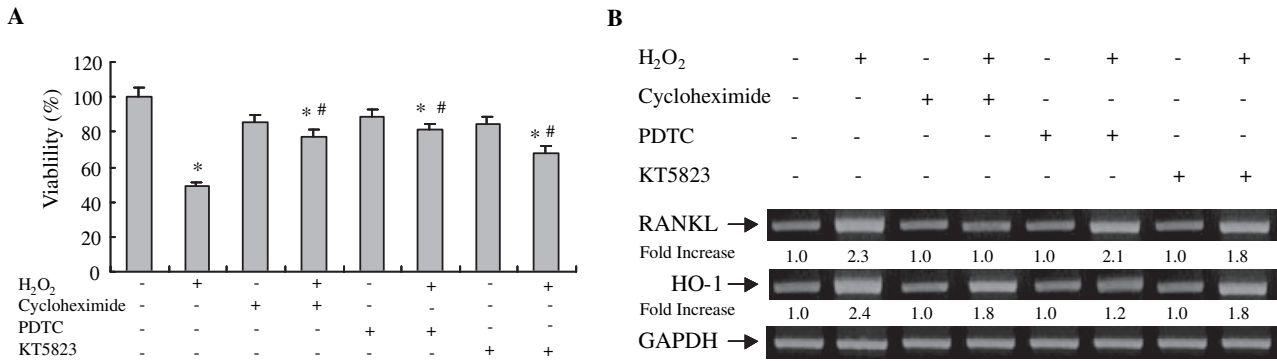 A
120
100
80
60
40
20
0
Viablility (%)
*
* #
* #
* #
H₂O₂ - + - + - + - +
Cycloheximide - - + + - - - -
PDTC - - - - + + - -
KT5823 - - - - - - + +
B
H₂O₂ - + - + - + - +
Cycloheximide - - + + - - - -
PDTC - - - - + + - -
KT5823 - - - - - - + +
RANKL
Fold Increase 1.0 2.3 1.0 1.0 1.0 2.1 1.0 1.8
HO-1
Fold Increase 1.0 2.4 1.0 1.8 1.0 1.2 1.0 1.8
GAPDH